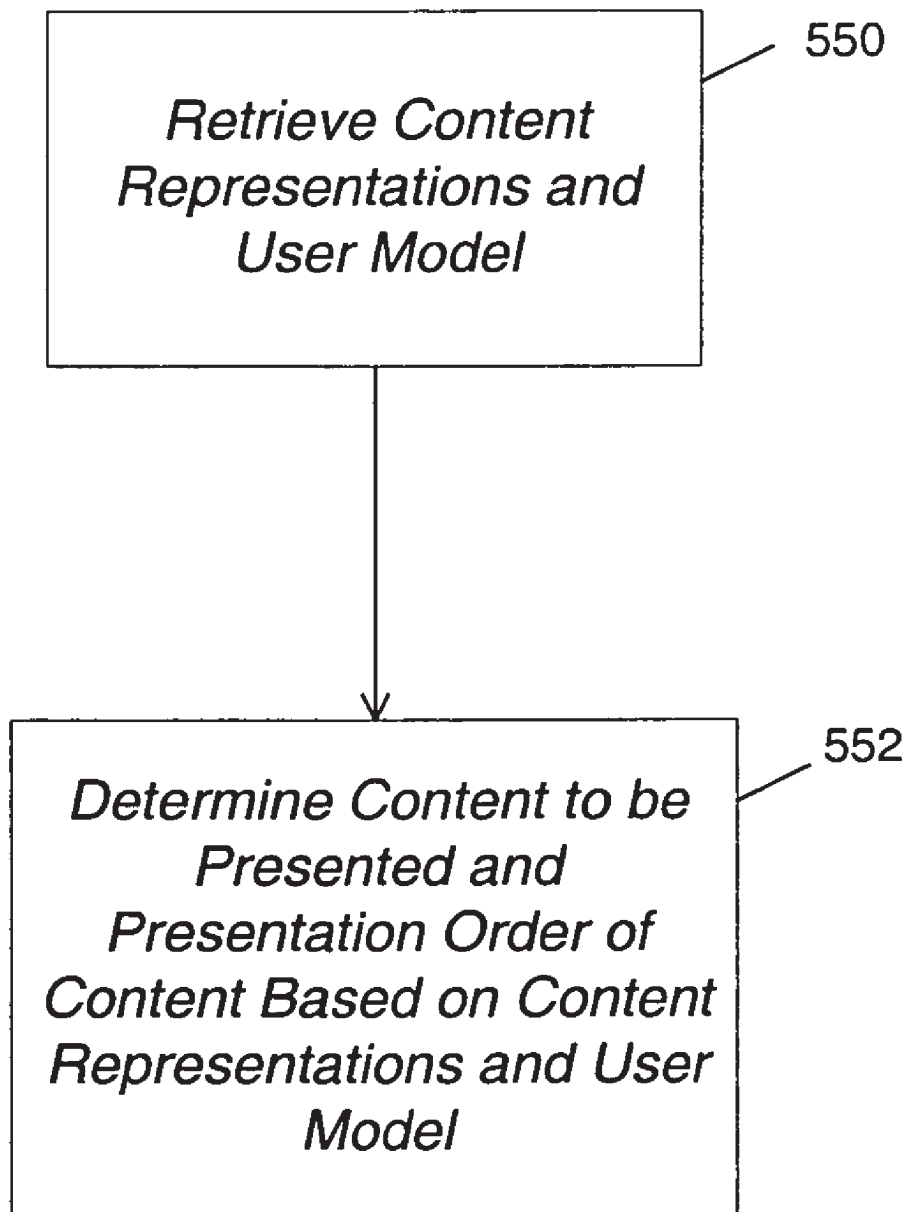 550
Retrieve Content
Representations and
User Model
552
Determine Content to be
Presented and
Presentation Order of
Content Based on Content
Representations and User
Model